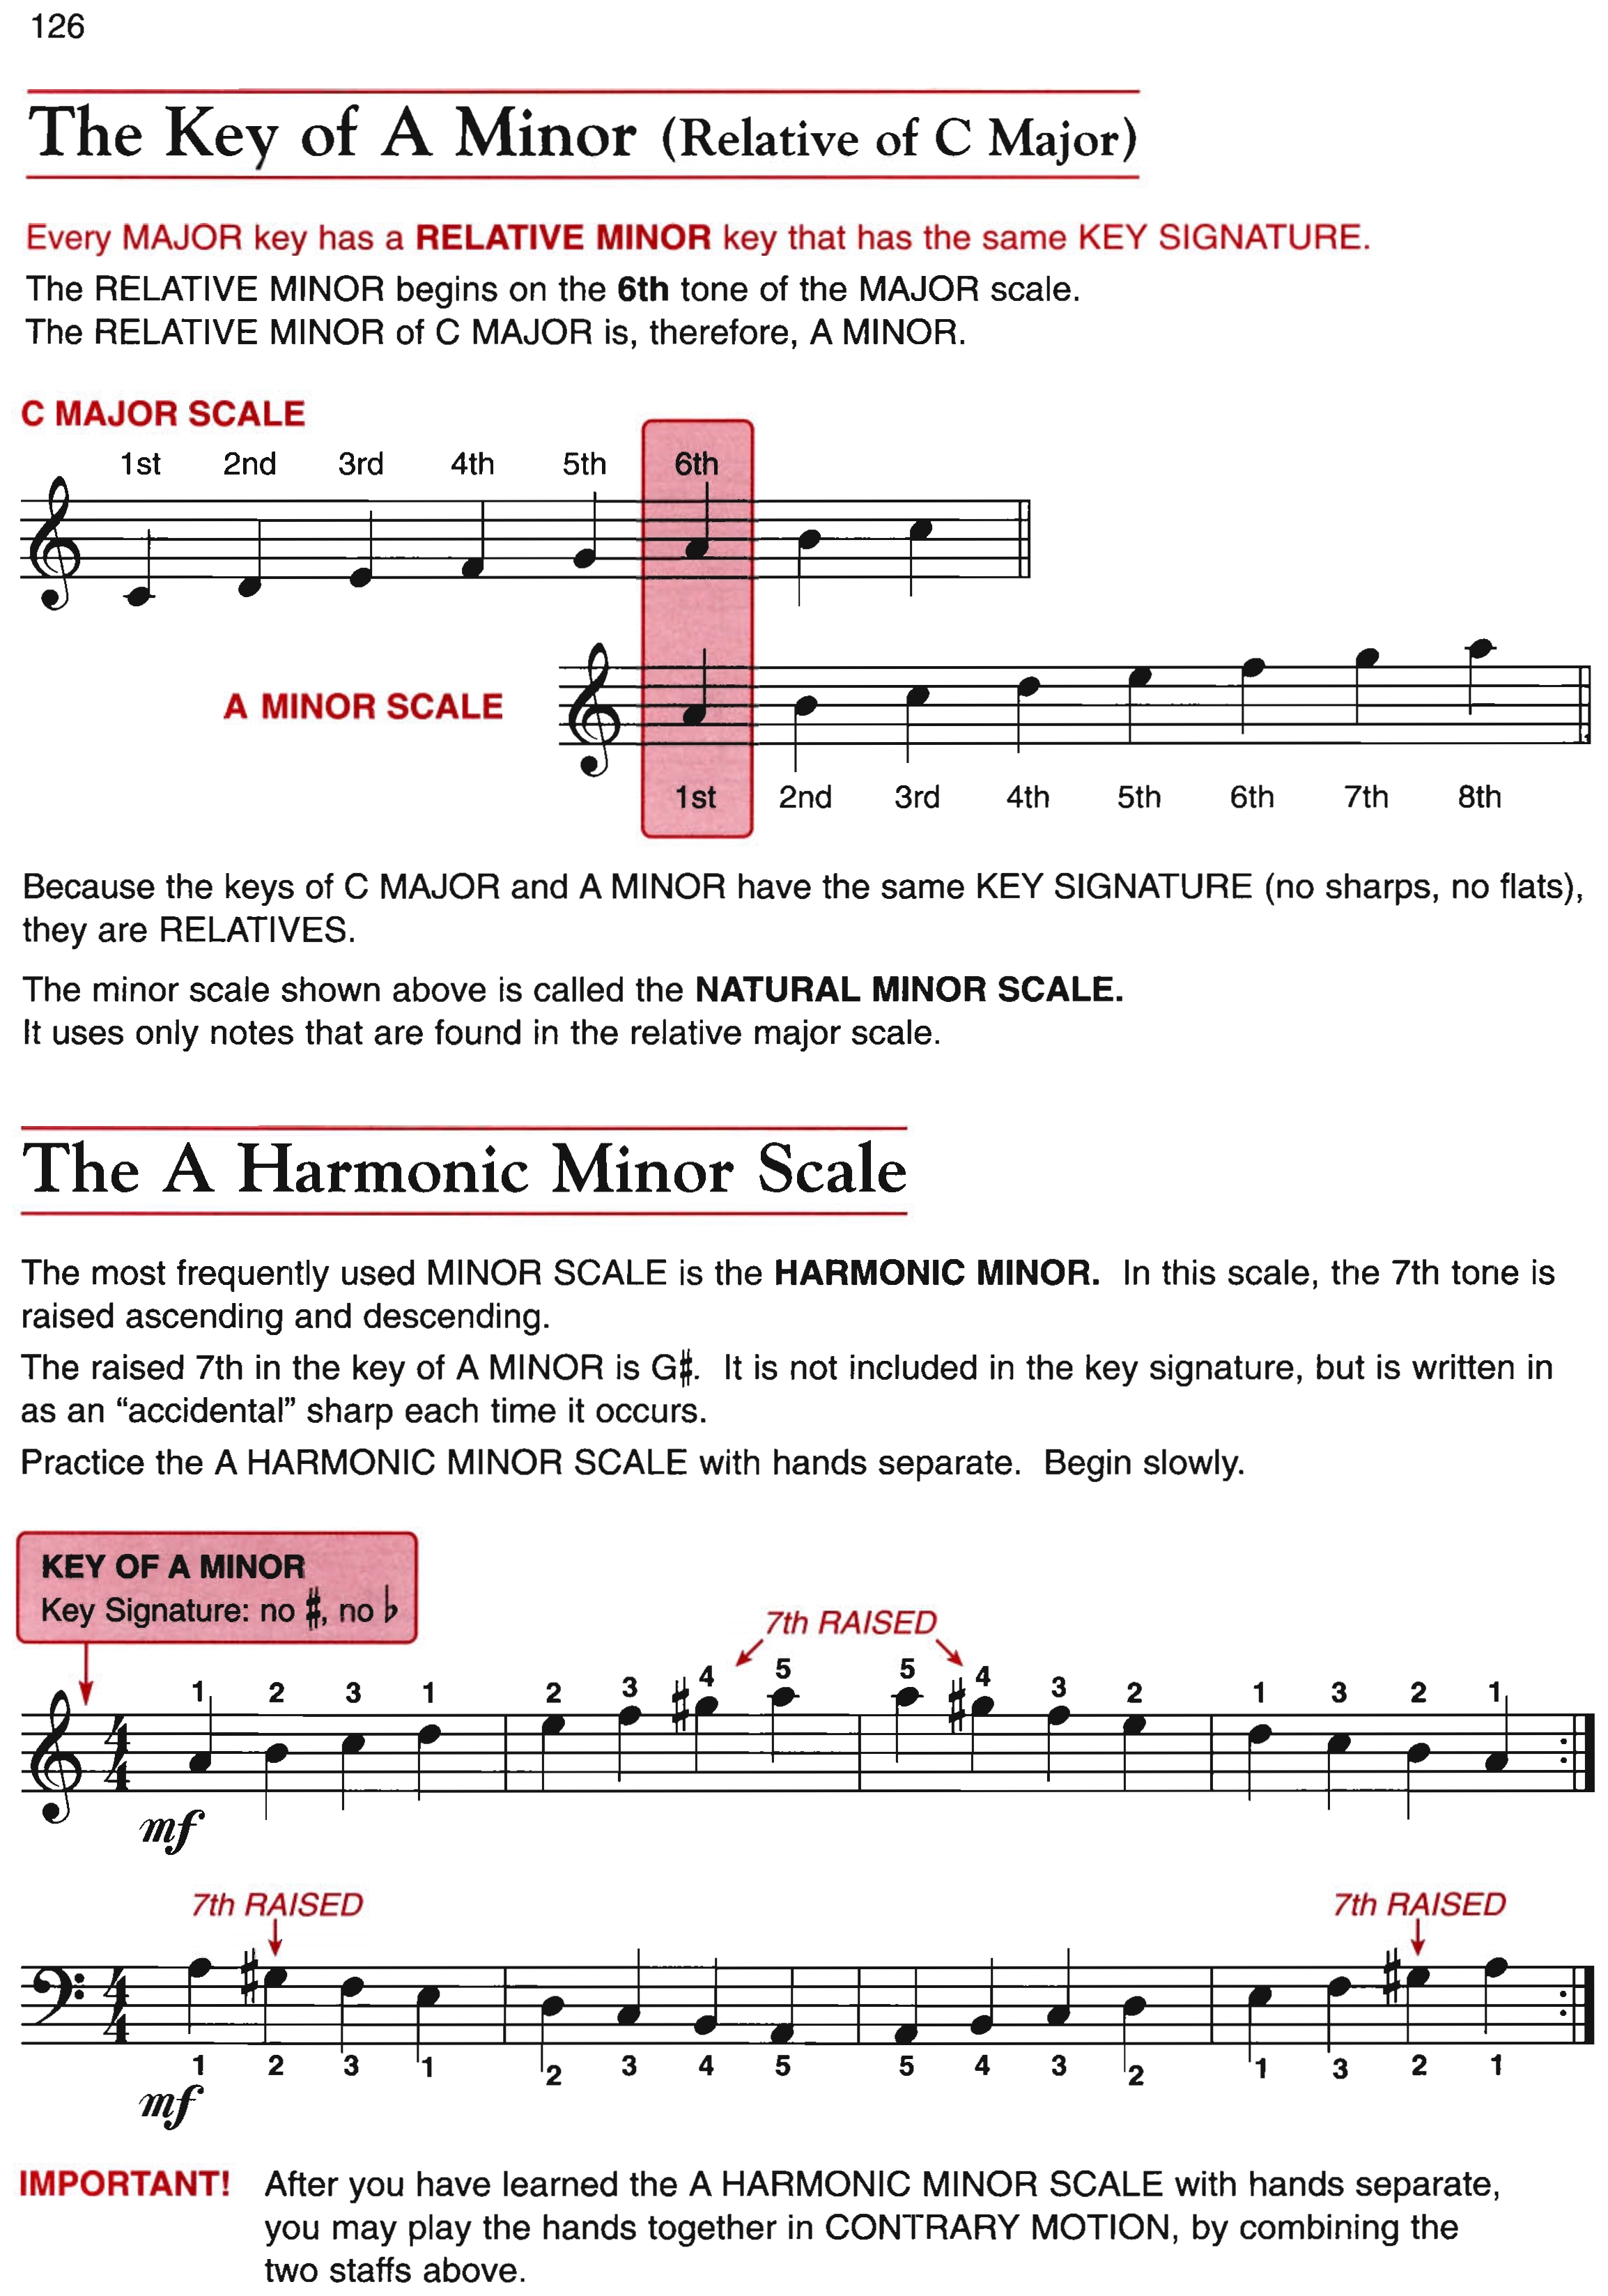 126
The Key of A Minor (Relative of C Major)
Every MAJOR key has a RELATIVE MINOR key that has the same KEY SIGNATURE.
The RELATIVE MINOR begins on the 6th tone of the MAJOR scale.
The RELATIVE MINOR of C MAJOR is, therefore, A MINOR.
C MAJOR SCALE
1st 2nd 3rd 4th 5th 6th
A MINOR SCALE
1st 2nd 3rd 4th 5th 6th 7th 8th
Because the keys of C MAJOR and A MINOR have the same KEY SIGNATURE (no sharps, no flats),
they are RELATIVES.
The minor scale shown above is called the NATURAL MINOR SCALE.
It uses only notes that are found in the relative major scale.
The A Harmonic Minor Scale
The most frequently used MINOR SCALE is the HARMONIC MINOR. In this scale, the 7th tone is
raised ascending and descending.
The raised 7th in the key of A MINOR is G♯. It is not included in the key signature, but is written in
as an “accidental” sharp each time it occurs.
Practice the A HARMONIC MINOR SCALE with hands separate. Begin slowly.
KEY OF A MINOR
Key Signature: no ♯, no ♭
7th RAISED
1 2 3 1 2 3 4 5 5 4 3 2 1 3 2 1
4/4
mf
7th RAISED 7th RAISED
4/4
1 2 3 1 2 3 4 5 5 4 3 2 1 3 2 1
mf
IMPORTANT! After you have learned the A HARMONIC MINOR SCALE with hands separate,
you may play the hands together in CONTRARY MOTION, by combining the
two staffs above.